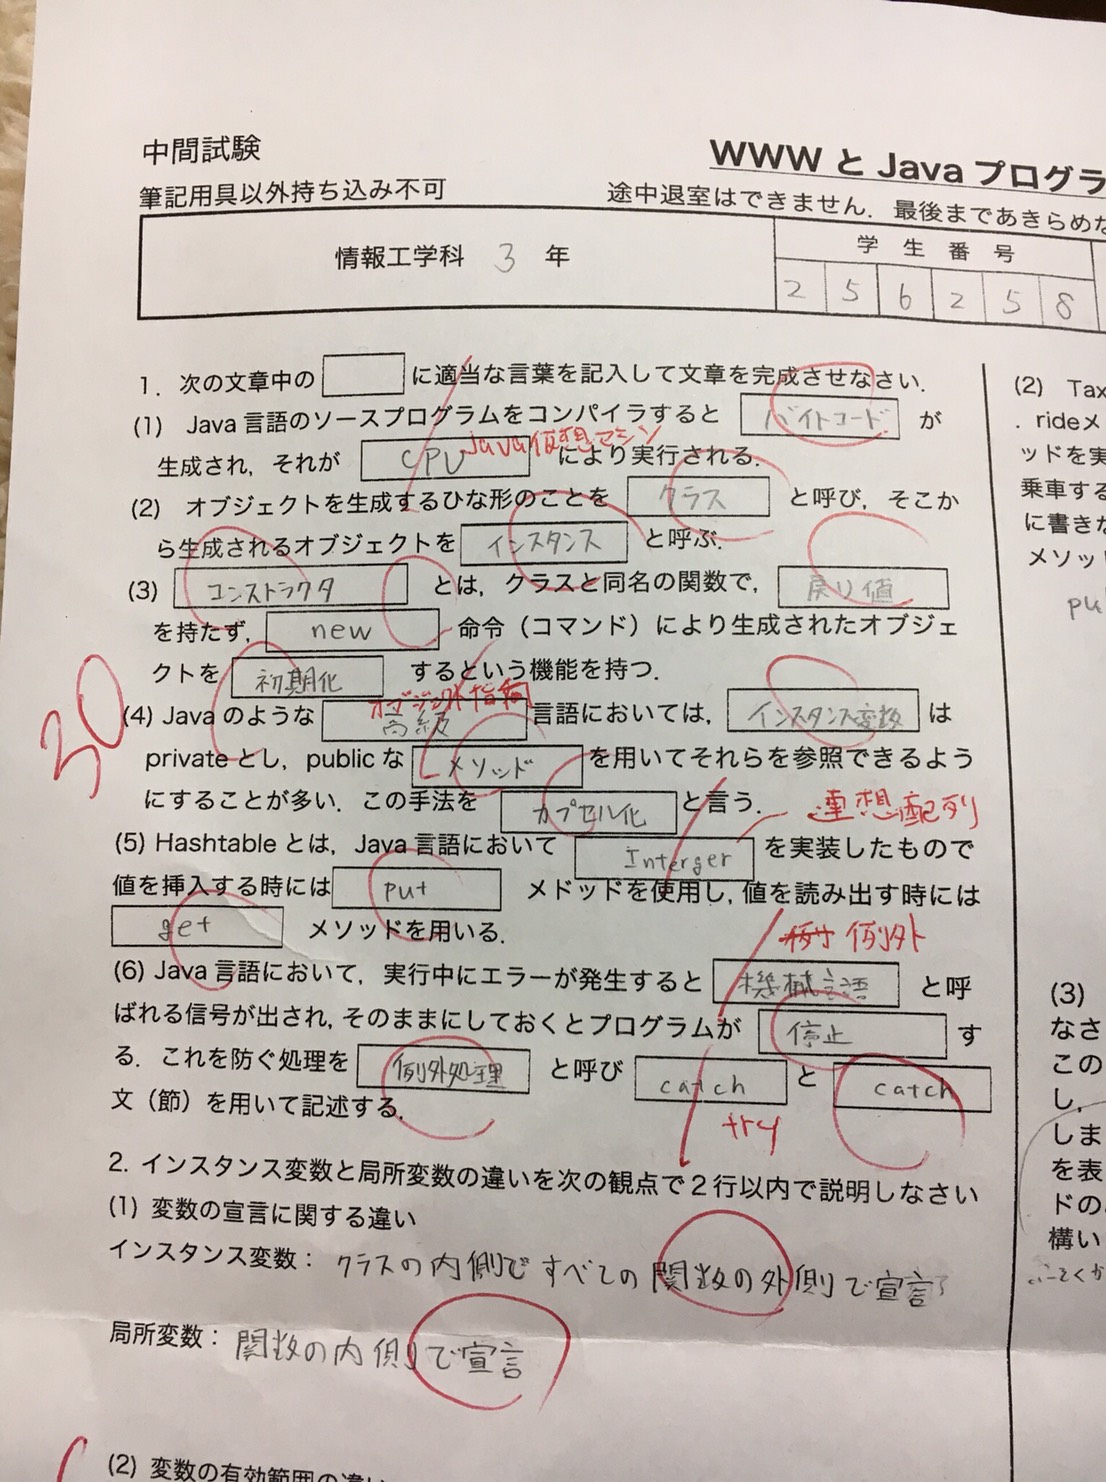 中間試験
WWW と Java プログラ
筆記用具以外持ち込み不可
途中退室はできません. 最後まであきらめな
情報工学科 3 年
学生番号
2 5 6 2 5 8
1. 次の文章中の に適当な言葉を記入して文章を完成させなさい.
(1) Java 言語のソースプログラムをコンパイラすると バイトコード が
生成され, それが CPU Java仮想マシン により実行される.
(2) オブジェクトを生成するひな形のことを クラス と呼び, そこか
ら生成されるオブジェクトを インスタンス と呼ぶ.
(3) コンストラクタ とは, クラスと同名の関数で, 戻り値
を持たず, new 命令（コマンド）により生成されたオブジェ
クトを 初期化 するという機能を持つ.
オブジェクト指向
30
(4) Java のような 高級 言語においては, インスタンス変数 は
private とし, public な メソッド を用いてそれらを参照できるよう
にすることが多い. この手法を カプセル化 と言う.
連想配列
(5) Hashtable とは, Java 言語において Interger を実装したもので
値を挿入する時には put メドッドを使用し, 値を読み出す時には
get メソッドを用いる.
例外
(6) Java 言語において, 実行中にエラーが発生すると 機械言語 と呼
ばれる信号が出され, そのままにしておくとプログラムが 停止 す
る. これを防ぐ処理を 例外処理 と呼び catch と catch
try
文（節）を用いて記述する.
2. インスタンス変数と局所変数の違いを次の観点で2行以内で説明しなさい
(1) 変数の宣言に関する違い
インスタンス変数： クラスの内側ですべての関数の外側で宣言
局所変数： 関数の内側で宣言
(2) 変数の有効範囲の違い
(2) Tax
. rideメ
ッドを実
乗車する
に書きな
メソッ
pu
(3)
なさ
この
し,
しま
を表
ドの
構い